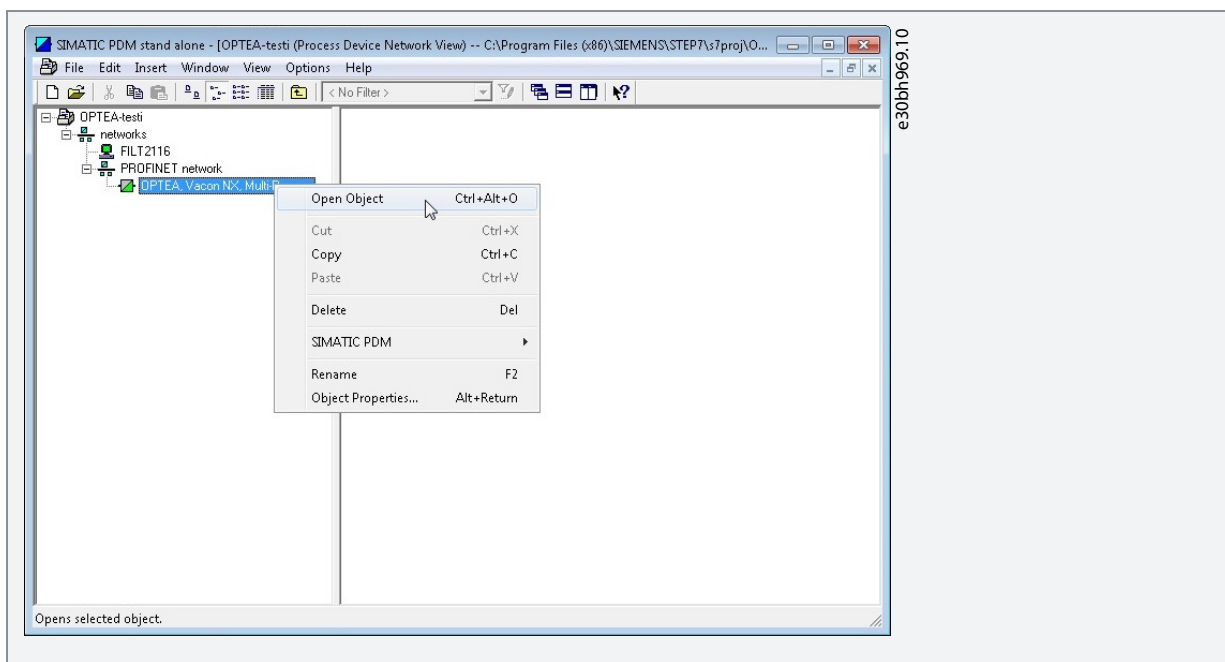 SIMATIC PDM stand alone - [OPTEA-testi (Process Device Network View) -- C:\Program Files (x86)\SIEMENS\STEP7\s7proj\O...
File Edit Insert Window View Options Help
< No Filter >
OPTEA-testi
networks
FILT2116
PROFINET network
OPTEA, Vacon NX, Multi-P
Open Object Ctrl+Alt+O
Cut Ctrl+X
Copy Ctrl+C
Paste Ctrl+V
Delete Del
SIMATIC PDM
Rename F2
Object Properties... Alt+Return
Opens selected object.
e30bh969.10